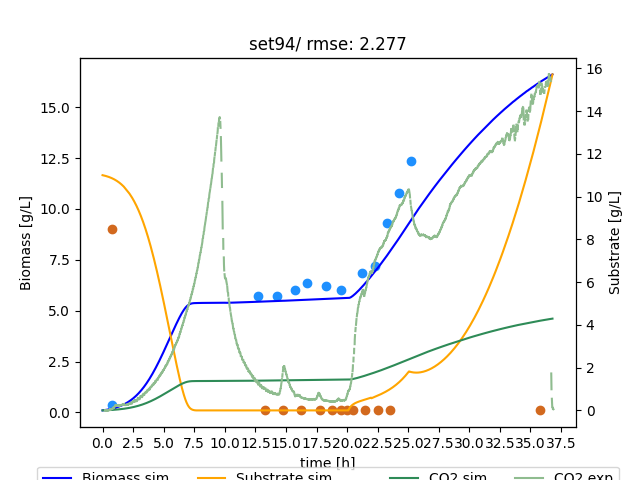 set94/ rmse: 2.277
Biomass [g/L]
15.0
12.5
10.0
7.5
5.0
2.5
0.0
16
14
12
10
8
6
4
2
0
Substrate [g/L]
0.0 2.5 5.0 7.5 10.0 12.5 15.0 17.5 20.0 22.5 25.0 27.5 30.0 32.5 35.0 37.5
time [h]
Biomass sim Substrate sim CO2 sim CO2 exp